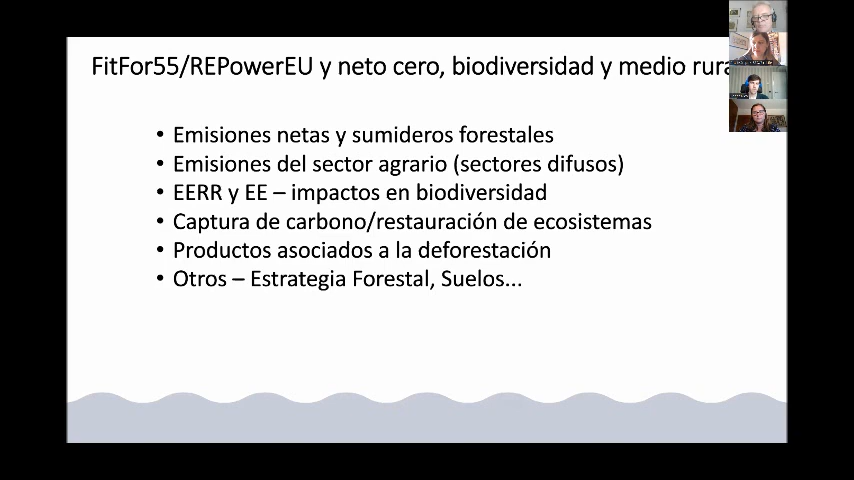 FitFor55/REPowerEU y neto cero, biodiversidad y medio rura
• Emisiones netas y sumideros forestales
• Emisiones del sector agrario (sectores difusos)
• EERR y EE – impactos en biodiversidad
• Captura de carbono/restauración de ecosistemas
• Productos asociados a la deforestación
• Otros – Estrategia Forestal, Suelos...